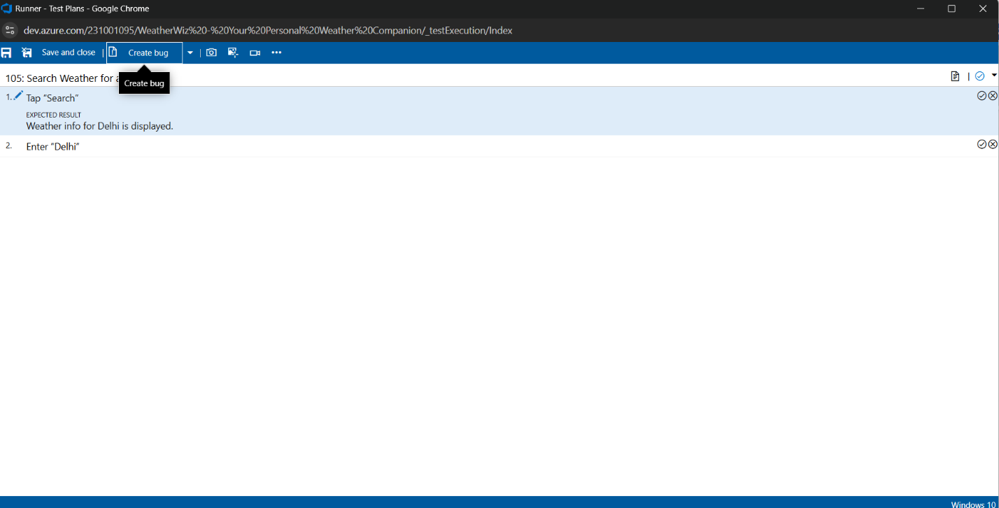 Runner - Test Plans - Google Chrome
dev.azure.com/231001095/WeatherWiz%20-%20Your%20Personal%20Weather%20Companion/_testExecution/Index
Save and close | Create bug |
105: Search Weather for
Create bug
|
1. Tap “Search”
EXPECTED RESULT
Weather info for Delhi is displayed.
2. Enter “Delhi”
Windows 10